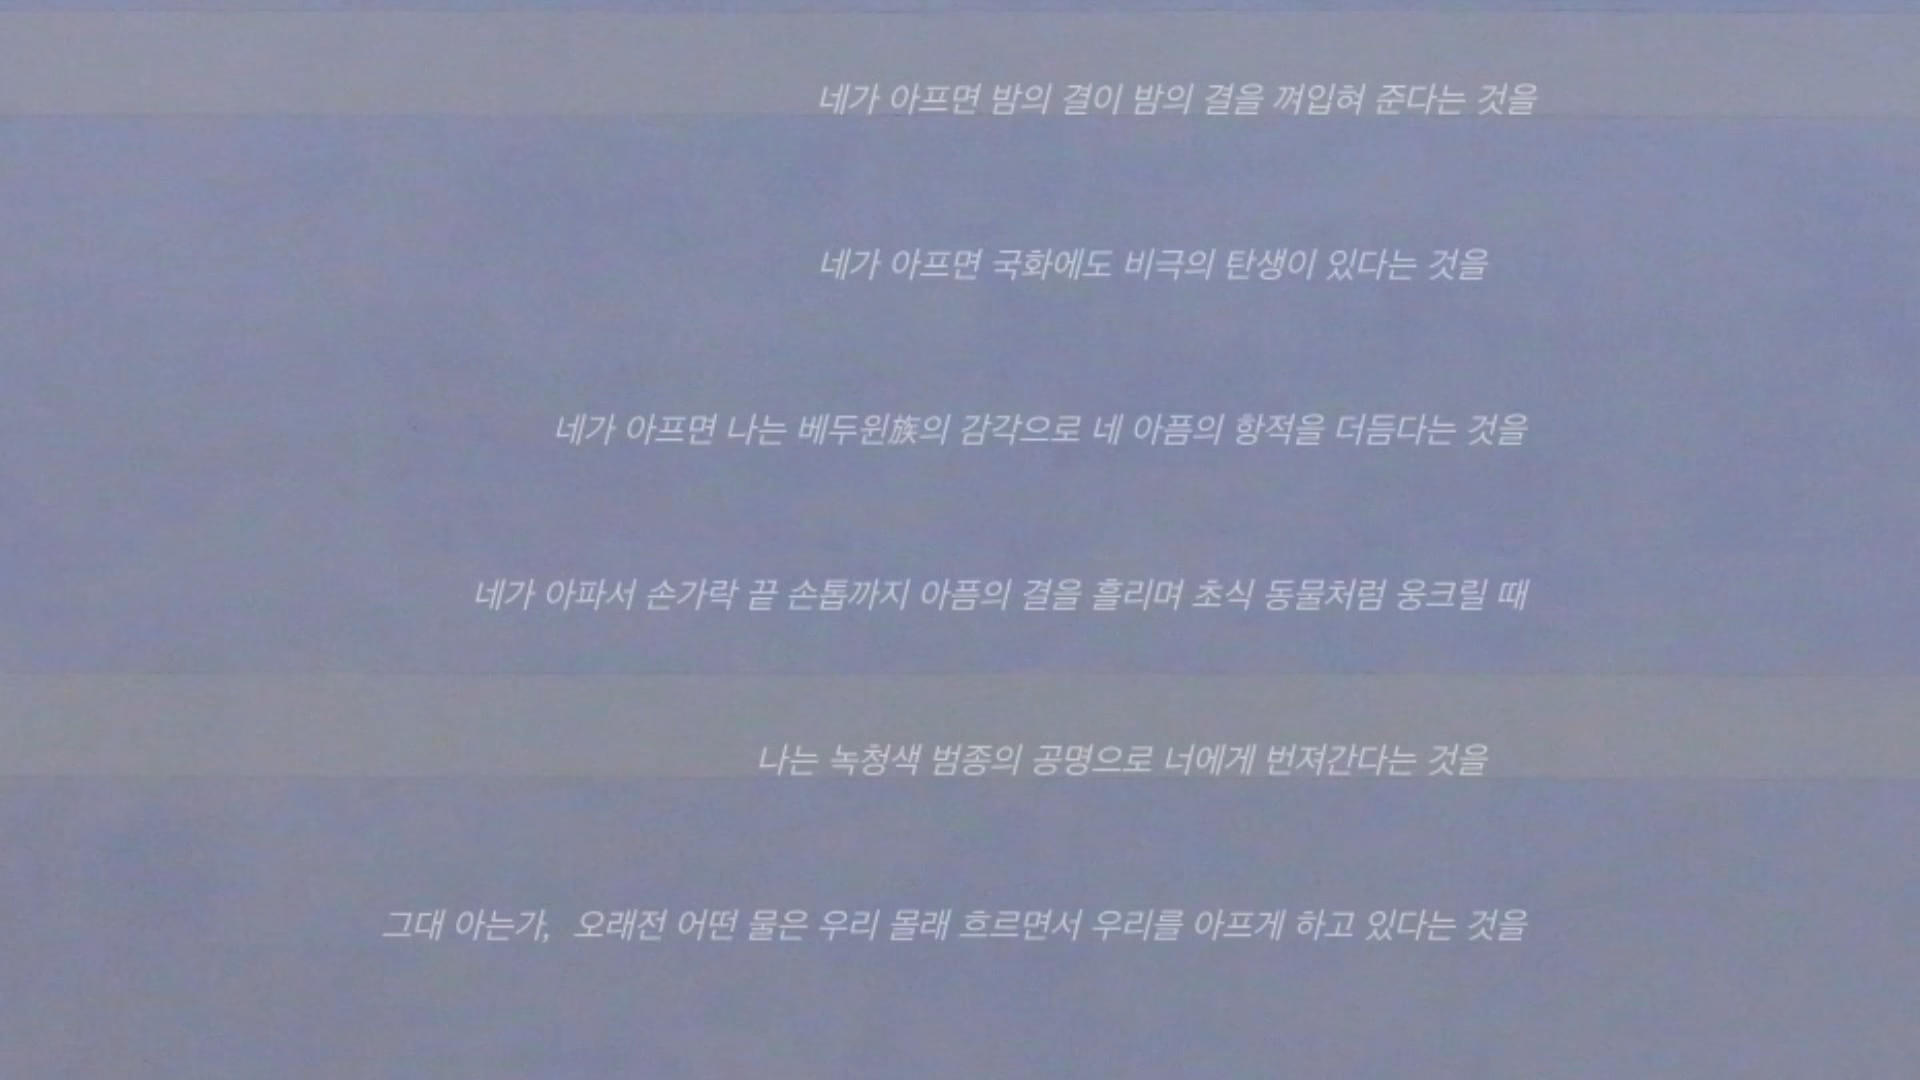 네가 아프면 밤의 결이 밤의 결을 껴입혀 준다는 것을
네가 아프면 국화에도 비극의 탄생이 있다는 것을
네가 아프면 나는 베두윈族의 감각으로 네 아픔의 항적을 더듬다는 것을
네가 아파서 손가락 끝 손톱까지 아픔의 결을 흘리며 초식 동물처럼 웅크릴 때
나는 녹청색 범종의 공명으로 너에게 번져간다는 것을
그대 아는가, 오래전 어떤 물은 우리 몰래 흐르면서 우리를 아프게 하고 있다는 것을